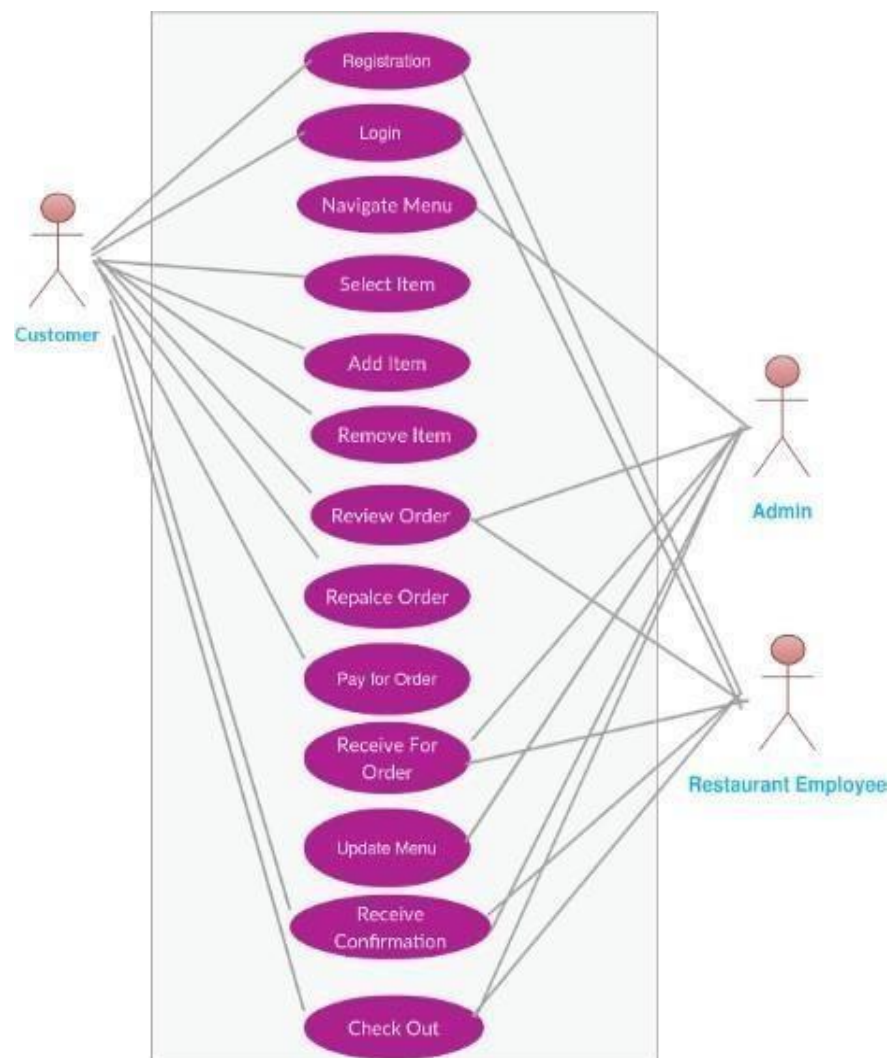 Registration
Login
Navigate Menu
Select Item
Customer
Add Item
Remove Item
Review Order
Admin
Repalce Order
Pay for Order
Receive For
Order
Restaurant Employee
Update Menu
Receive
Confirmation
Check Out